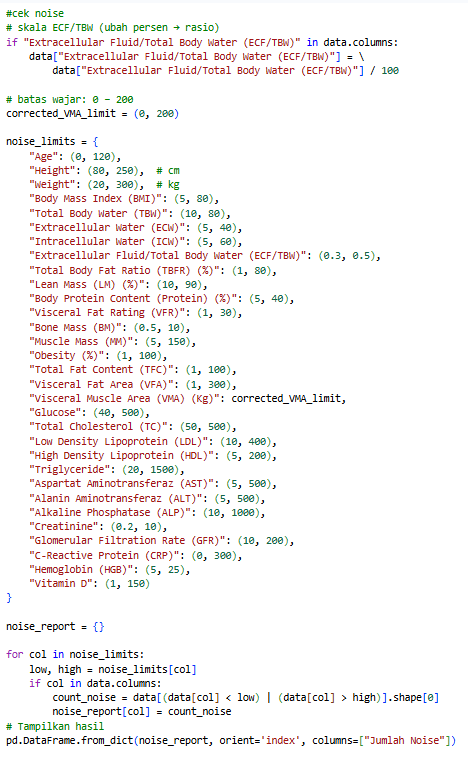 #cek noise
# skala ECF/TBW (ubah persen → rasio)
if "Extracellular Fluid/Total Body Water (ECF/TBW)" in data.columns:
    data["Extracellular Fluid/Total Body Water (ECF/TBW)"] = \
        data["Extracellular Fluid/Total Body Water (ECF/TBW)"] / 100

# batas wajar: 0 – 200
corrected_VMA_limit = (0, 200)

noise_limits = {
    "Age": (0, 120),
    "Height": (80, 250),  # cm
    "Weight": (20, 300),  # kg
    "Body Mass Index (BMI)": (5, 80),
    "Total Body Water (TBW)": (10, 80),
    "Extracellular Water (ECW)": (5, 40),
    "Intracellular Water (ICW)": (5, 60),
    "Extracellular Fluid/Total Body Water (ECF/TBW)": (0.3, 0.5),
    "Total Body Fat Ratio (TBFR) (%)": (1, 80),
    "Lean Mass (LM) (%)": (10, 90),
    "Body Protein Content (Protein) (%)": (5, 40),
    "Visceral Fat Rating (VFR)": (1, 30),
    "Bone Mass (BM)": (0.5, 10),
    "Muscle Mass (MM)": (5, 150),
    "Obesity (%)": (1, 100),
    "Total Fat Content (TFC)": (1, 100),
    "Visceral Fat Area (VFA)": (1, 300),
    "Visceral Muscle Area (VMA) (Kg)": corrected_VMA_limit,
    "Glucose": (40, 500),
    "Total Cholesterol (TC)": (50, 500),
    "Low Density Lipoprotein (LDL)": (10, 400),
    "High Density Lipoprotein (HDL)": (5, 200),
    "Triglyceride": (20, 1500),
    "Aspartat Aminotransferaz (AST)": (5, 500),
    "Alanin Aminotransferaz (ALT)": (5, 500),
    "Alkaline Phosphatase (ALP)": (10, 1000),
    "Creatinine": (0.2, 10),
    "Glomerular Filtration Rate (GFR)": (10, 200),
    "C-Reactive Protein (CRP)": (0, 300),
    "Hemoglobin (HGB)": (5, 25),
    "Vitamin D": (1, 150)
}

noise_report = {}

for col in noise_limits:
    low, high = noise_limits[col]
    if col in data.columns:
        count_noise = data[(data[col] < low) | (data[col] > high)].shape[0]
        noise_report[col] = count_noise
# Tampilkan hasil
pd.DataFrame.from_dict(noise_report, orient='index', columns=["Jumlah Noise"])